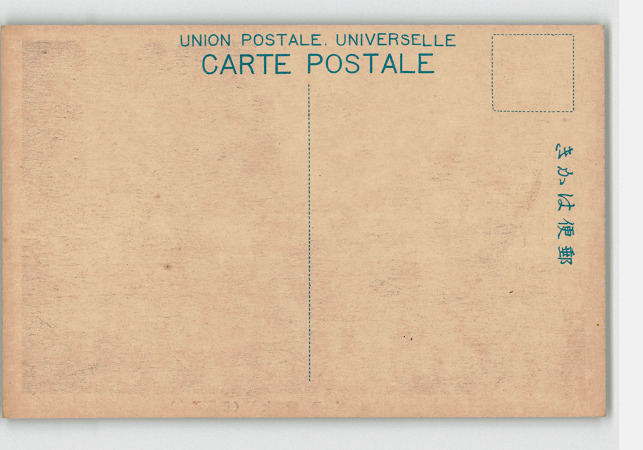 UNION POSTALE. UNIVERSELLE
CARTE POSTALE
きかは便郵